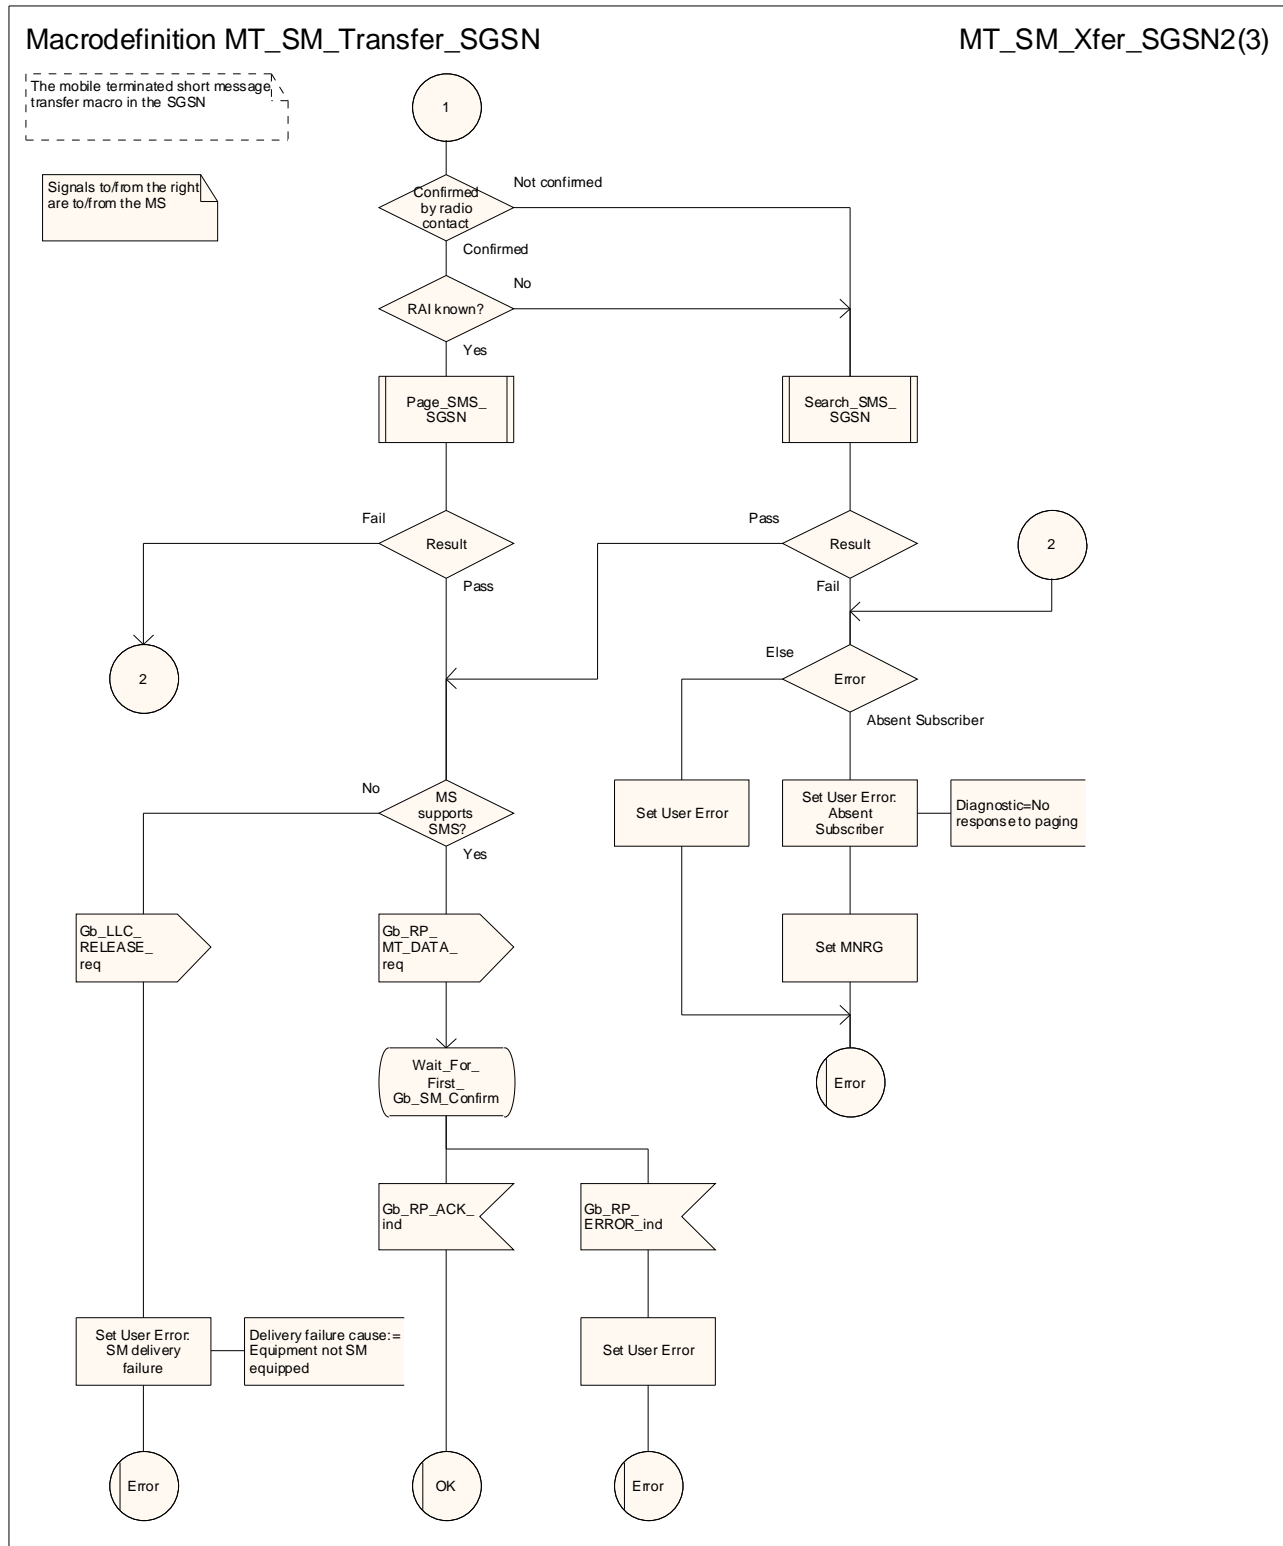 Macrodefinition MT_SM_Transfer_SGSN
MT_SM_Xfer_SGSN2(3)
The mobile terminated short message
transfer macro in the SGSN
1
Signals to/from the right
are to/from the MS
Confirmed
by radio
contact
Not confirmed
Confirmed
RAI known?
No
Yes
Page_SMS_
SGSN
Search_SMS_
SGSN
Fail
Result
Pass
Pass
Result
Fail
2
2
Else
Error
Absent Subscriber
No
MS
supports
SMS?
Yes
Set User Error
Set User Error:
Absent
Subscriber
Diagnostic=No
response to paging
Gb_LLC_
RELEASE_
req
Gb_RP_
MT_DATA_
req
Set MNRG
Wait_For_
First_
Gb_SM_Confirm
Error
Gb_RP_ACK_
ind
Gb_RP_
ERROR_ind
Set User Error:
SM delivery
failure
Delivery failure cause:=
Equipment not SM
equipped
Set User Error
Error
OK
Error